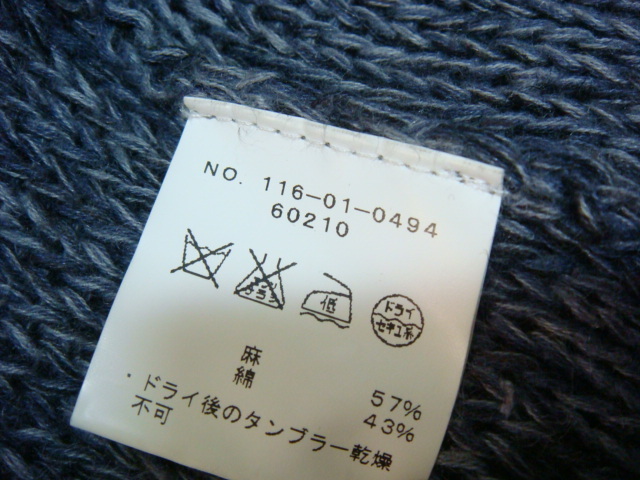 NO. 116-01-0494
60210
低
ドライ
セキユ系
麻 57%
綿 43%
・ドライ後のタンブラー乾燥
不可